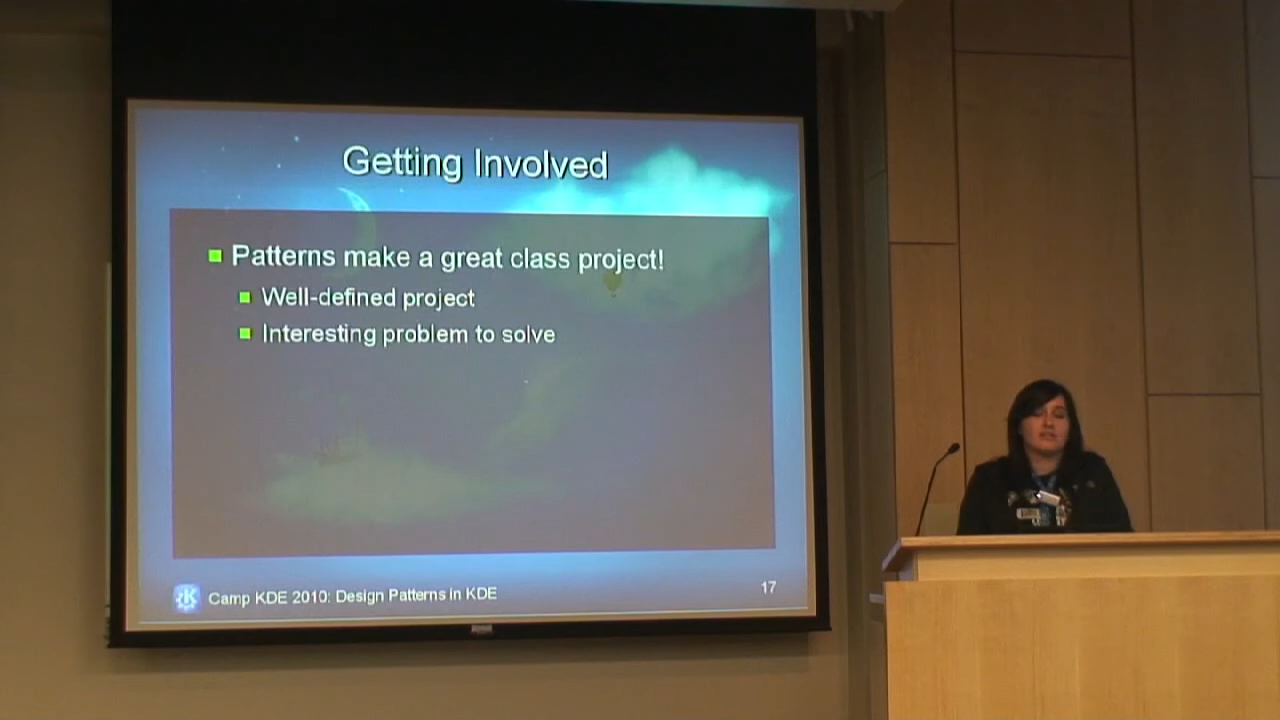 Getting Involved
Patterns make a great class project!
Well-defined project
Interesting problem to solve
Camp KDE 2010: Design Patterns in KDE
17